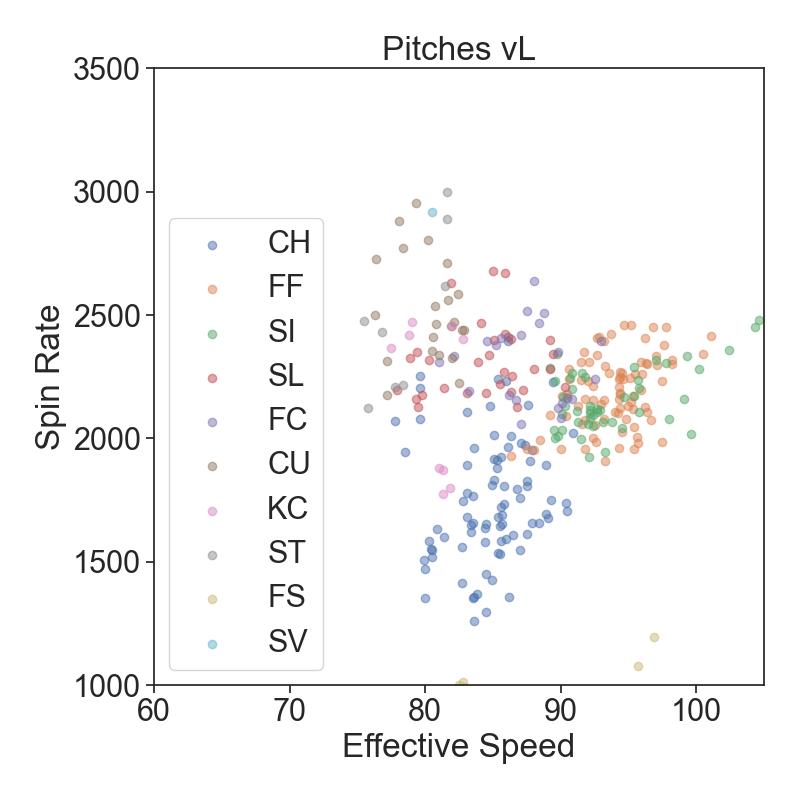 Pitches vL
3500
3000
2500
2000
1500
1000
Spin Rate
CH
FF
SI
SL
FC
CU
KC
ST
FS
SV
60
70
80
90
100
Effective Speed